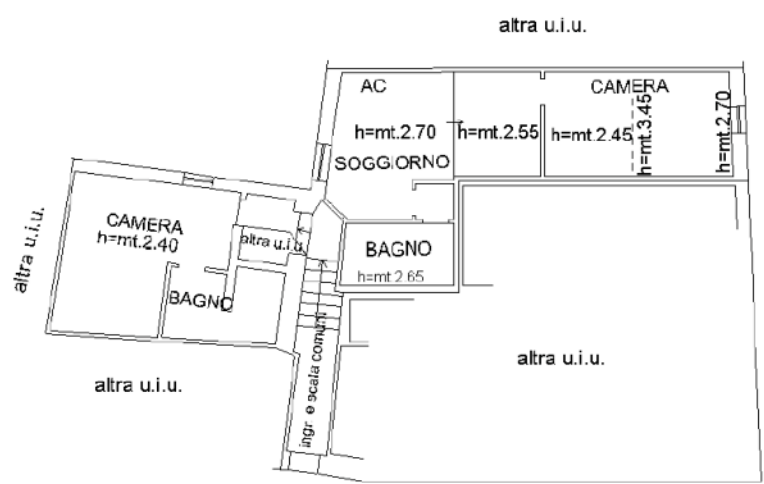 altra u.i.u.
AC
CAMERA
h=mt.2.70
h=mt.2.55
h=mt.2.45
h=mt.3.45
h=mt.2.70
SOGGIORNO
CAMERA
h=mt.2.40
altra u.i.u.
altra u.i.u.
BAGNO
h=mt.2.65
BAGNO
altra u.i.u.
altra u.i.u.
ingr. e scala comuni